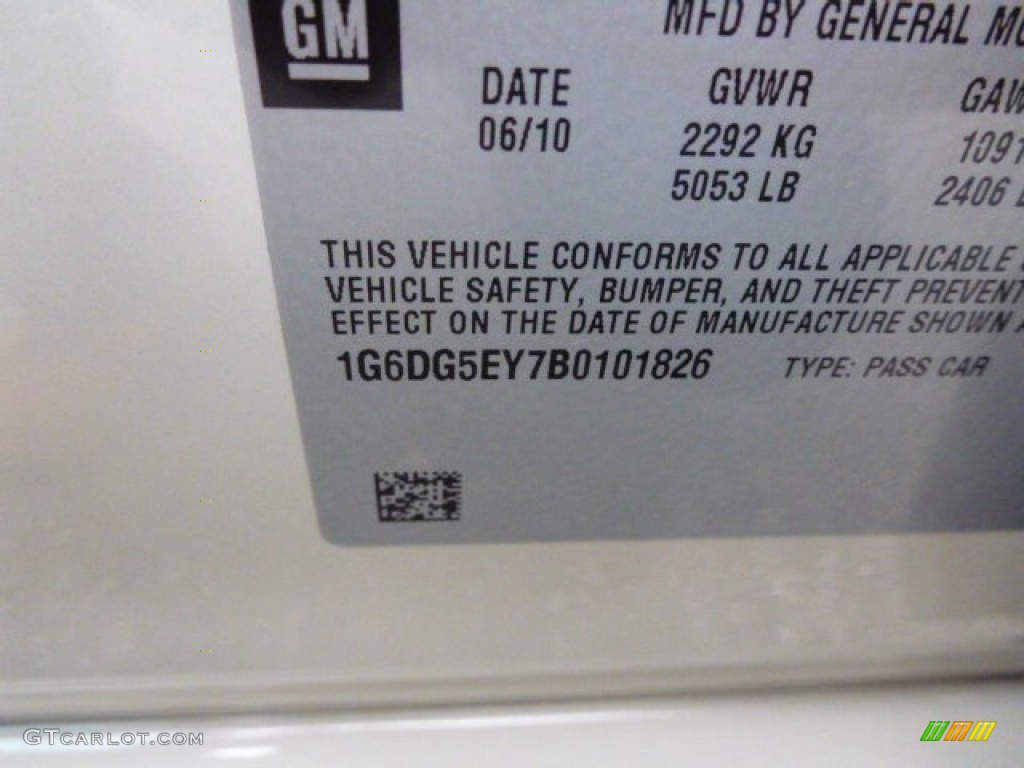 GM
MFD BY GENERAL
DATE GVWR
06/10 2292 KG
5053 LB 2406
THIS VEHICLE CONFORMS TO ALL APPLICABLE
VEHICLE SAFETY, BUMPER, AND THEFT
EFFECT ON THE DATE OF MANUFACTURE SHOWN
1G6DG5EY7B0101826 TYPE: PASS CAR
GTCARLOT.COM